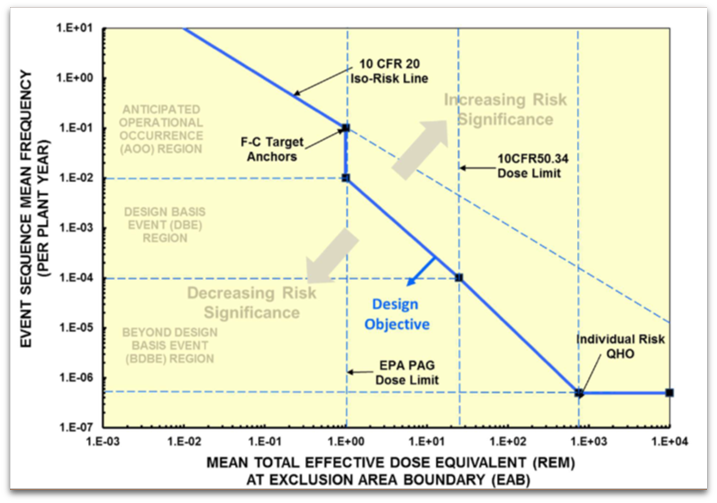 1.E+01
1.E+00
1.E-01
1.E-02
1.E-03
1.E-04
1.E-05
1.E-06
1.E-07
EVENT SEQUENCE MEAN FREQUENCY
(PER PLANT YEAR)
10 CFR 20
Iso-Risk Line
Increasing Risk
Significance
ANTICIPATED
OPERATIONAL
OCCURRENCE
(AOO) REGION
F-C Target
Anchors
10CFR50.34
Dose Limit
DESIGN BASIS
EVENT (DBE)
REGION
Decreasing Risk
Significance
Design
Objective
BEYOND DESIGN
BASIS EVENT
(BDBE) REGION
EPA PAG
Dose Limit
Individual Risk
QHO
1.E-03
1.E-02
1.E-01
1.E+00
1.E+01
1.E+02
1.E+03
1.E+04
MEAN TOTAL EFFECTIVE DOSE EQUIVALENT (REM)
AT EXCLUSION AREA BOUNDARY (EAB)